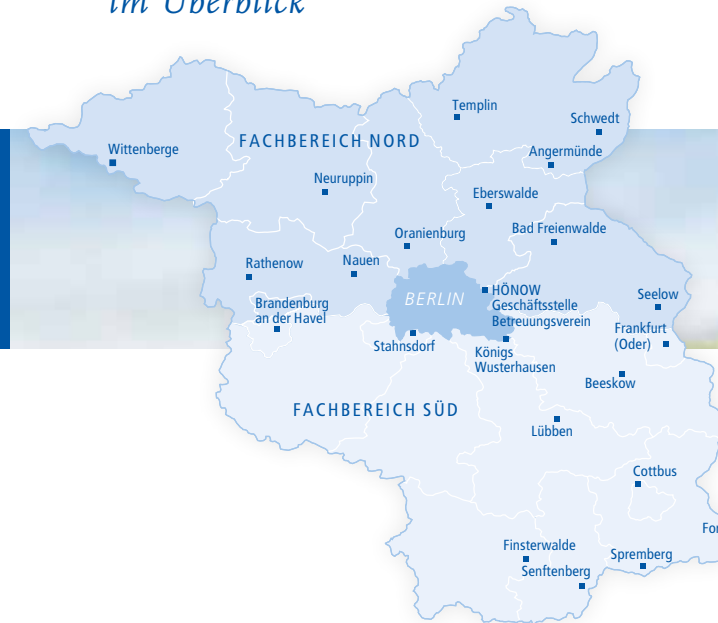 im Überblick
Templin
Schwedt
Wittenberge
FACHBEREICH NORD
Angermünde
Neuruppin
Eberswalde
Oranienburg
Bad Freienwalde
Rathenow
Nauen
BERLIN
HÖNOW
Geschäftsstelle
Betreuungsverein
Seelow
Brandenburg
an der Havel
Frankfurt
(Oder)
Stahnsdorf
Königs
Wusterhausen
Beeskow
FACHBEREICH SÜD
Lübben
Cottbus
For
Finsterwalde
Spremberg
Senftenberg